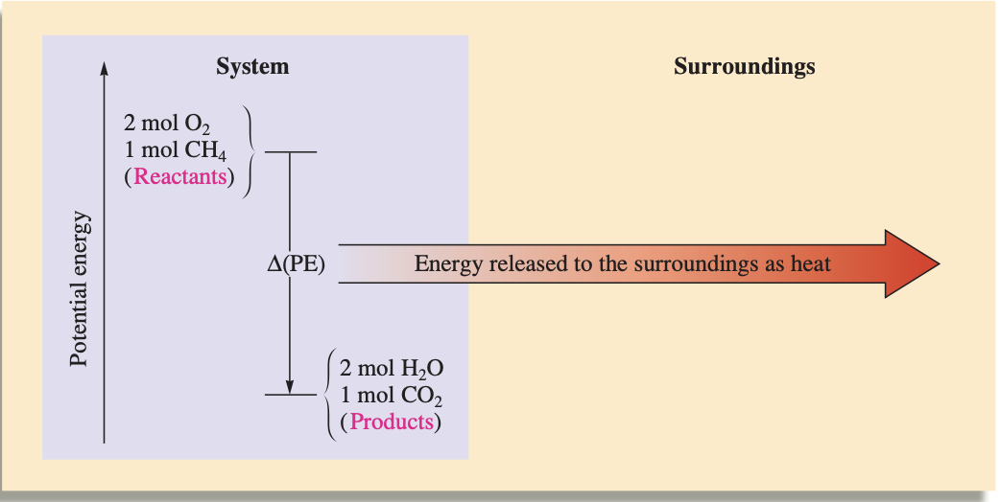 System
Surroundings
Potential energy
2 mol O₂
1 mol CH₄
(Reactants)
Δ(PE)
Energy released to the surroundings as heat
2 mol H₂O
1 mol CO₂
(Products)